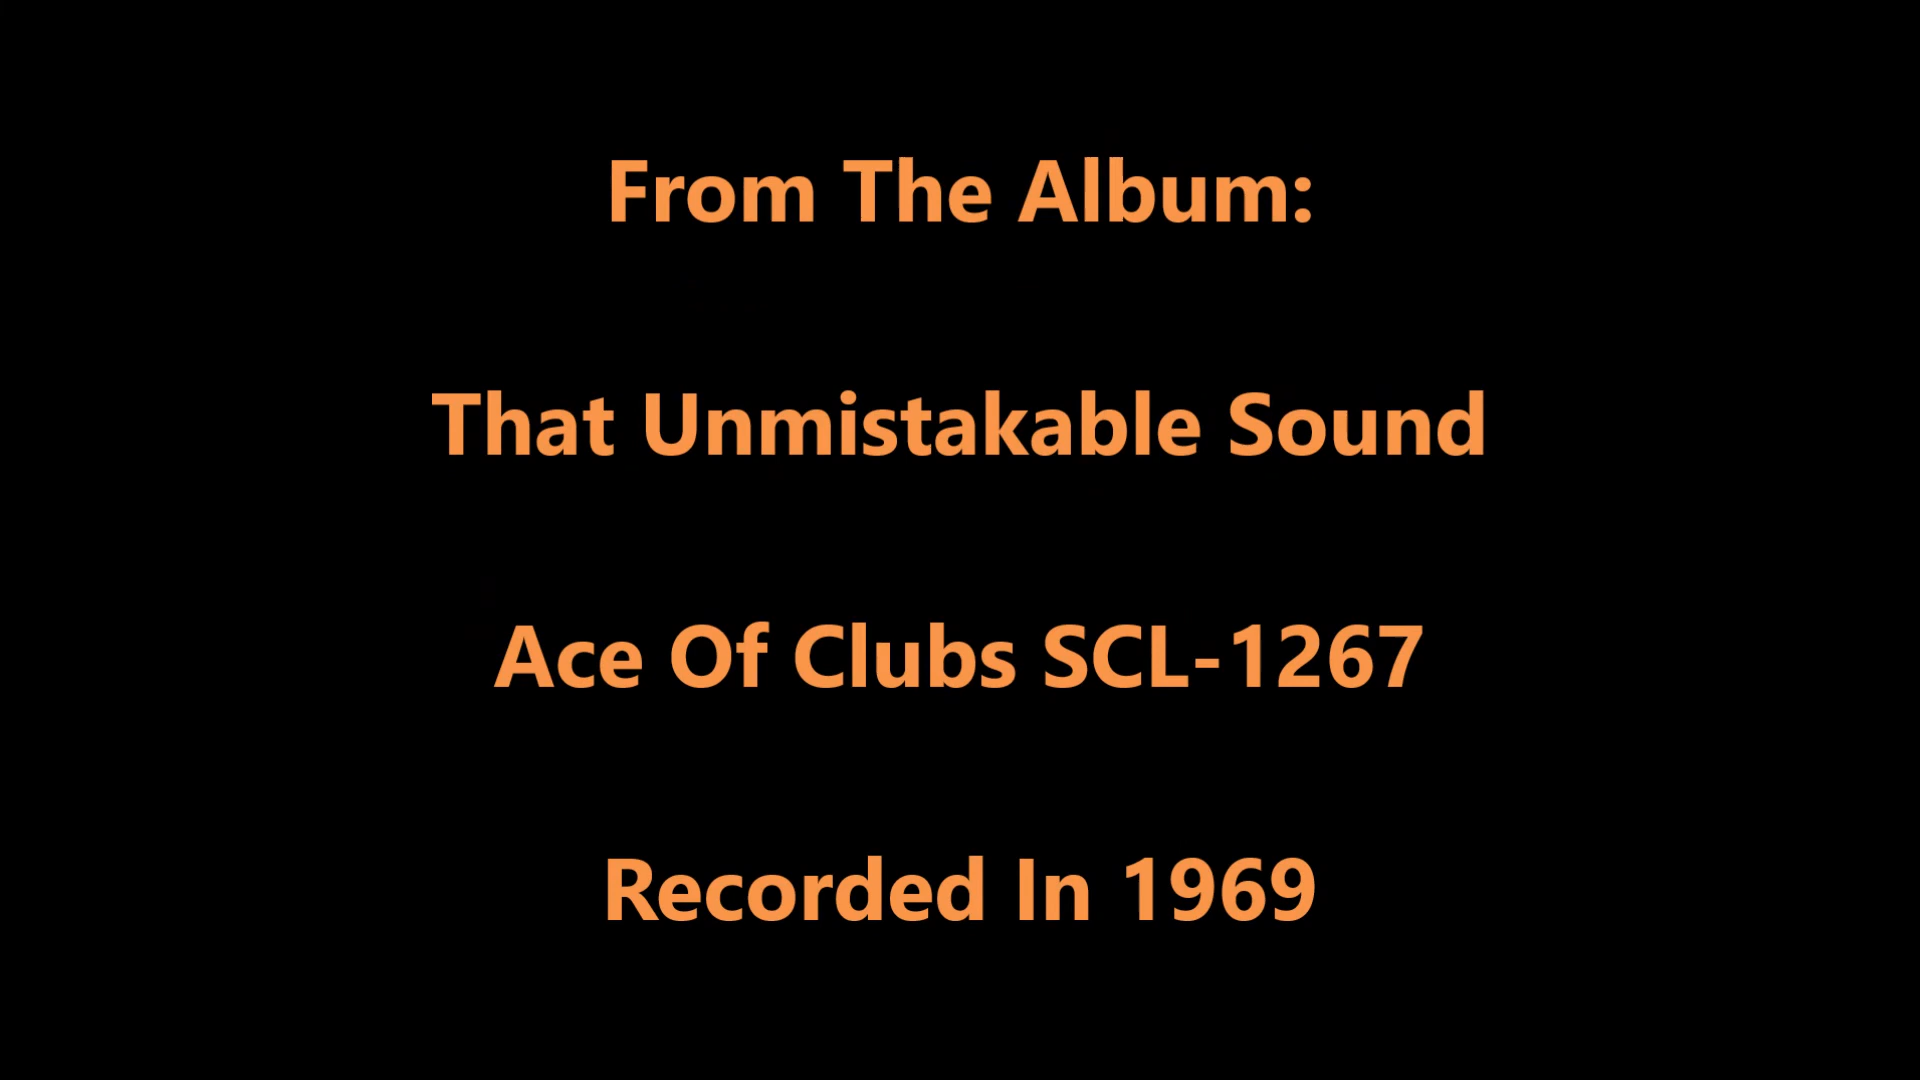 From The Album:
That Unmistakable Sound
Ace Of Clubs SCL-1267
Recorded In 1969